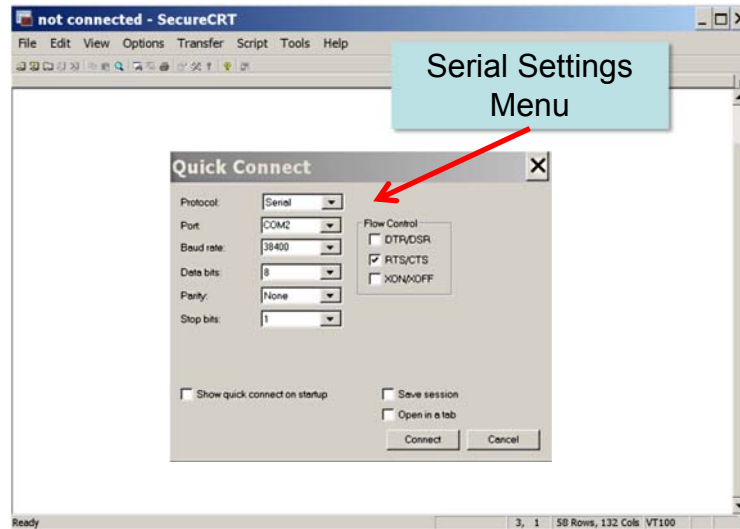 not connected - SecureCRT
File Edit View Options Transfer Script Tools Help
Serial Settings
Menu
Quick Connect
Protocol: Serial
Port: COM2
Baud rate: 38400
Data bits: 8
Parity: None
Stop bits: 1
Flow Control
DTR/DSR
RTS/CTS
XON/XOFF
Show quick connect on startup
Save session
Open in a tab
Connect Cancel
Ready 3, 1 58 Rows, 132 Cols VT100